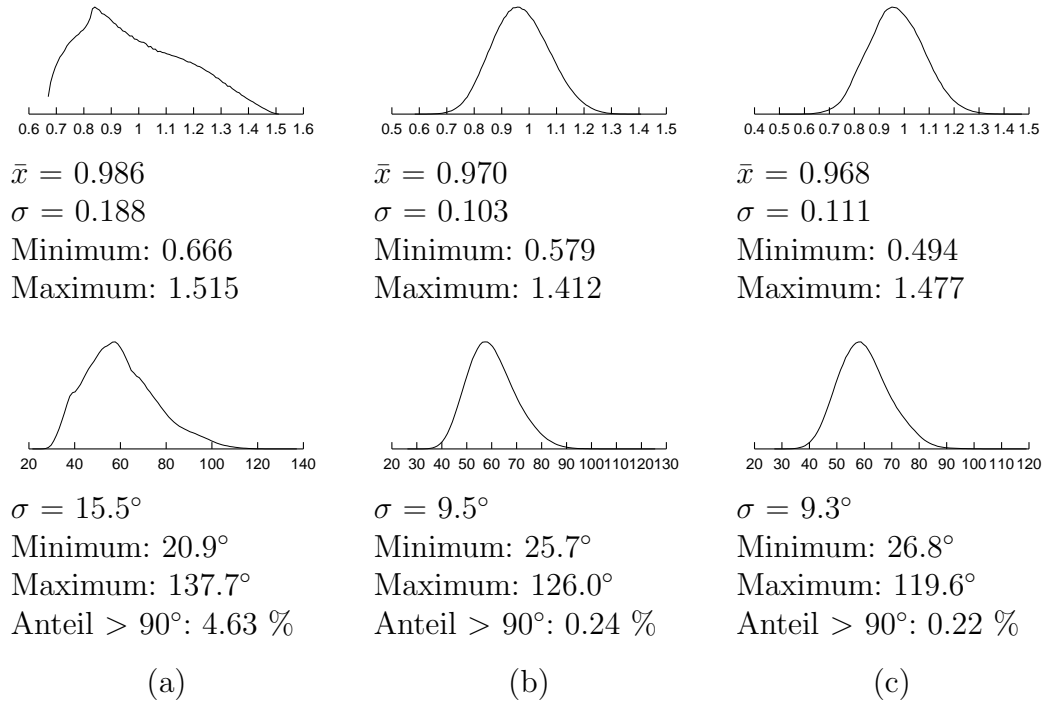 0.6 0.7 0.8 0.9 1 1.1 1.2 1.3 1.4 1.5 1.6
x̄ = 0.986
σ = 0.188
Minimum: 0.666
Maximum: 1.515
20 40 60 80 100 120 140
σ = 15.5°
Minimum: 20.9°
Maximum: 137.7°
Anteil > 90°: 4.63 %
(a)
0.5 0.6 0.7 0.8 0.9 1 1.1 1.2 1.3 1.4 1.5
x̄ = 0.970
σ = 0.103
Minimum: 0.579
Maximum: 1.412
20 30 40 50 60 70 80 90 100 110 120 130
σ = 9.5°
Minimum: 25.7°
Maximum: 126.0°
Anteil > 90°: 0.24 %
(b)
0.4 0.5 0.6 0.7 0.8 0.9 1 1.1 1.2 1.3 1.4 1.5
x̄ = 0.968
σ = 0.111
Minimum: 0.494
Maximum: 1.477
20 30 40 50 60 70 80 90 100 110 120
σ = 9.3°
Minimum: 26.8°
Maximum: 119.6°
Anteil > 90°: 0.22 %
(c)